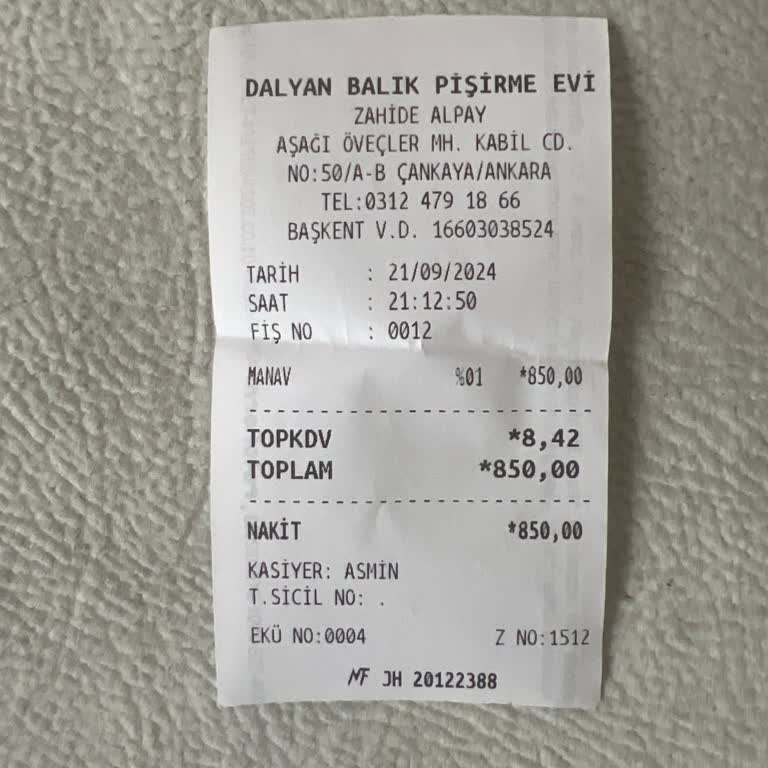 DALYAN BALIK PİŞİRME EVİ
ZAHİDE ALPAY
AŞAĞI ÖVEÇLER MH. KABİL CD.
NO:50/A-B ÇANKAYA/ANKARA
TEL:0312 479 18 66
BAŞKENT V.D. 16603038524
TARİH : 21/09/2024
SAAT : 21:12:50
FİŞ NO : 0012
MANAV %01 *850,00
TOPKDV *8,42
TOPLAM *850,00
NAKİT *850,00
KASİYER: ASMİN
T.SİCİL NO: .
EKÜ NO:0004 Z NO:1512
MF JH 20122388